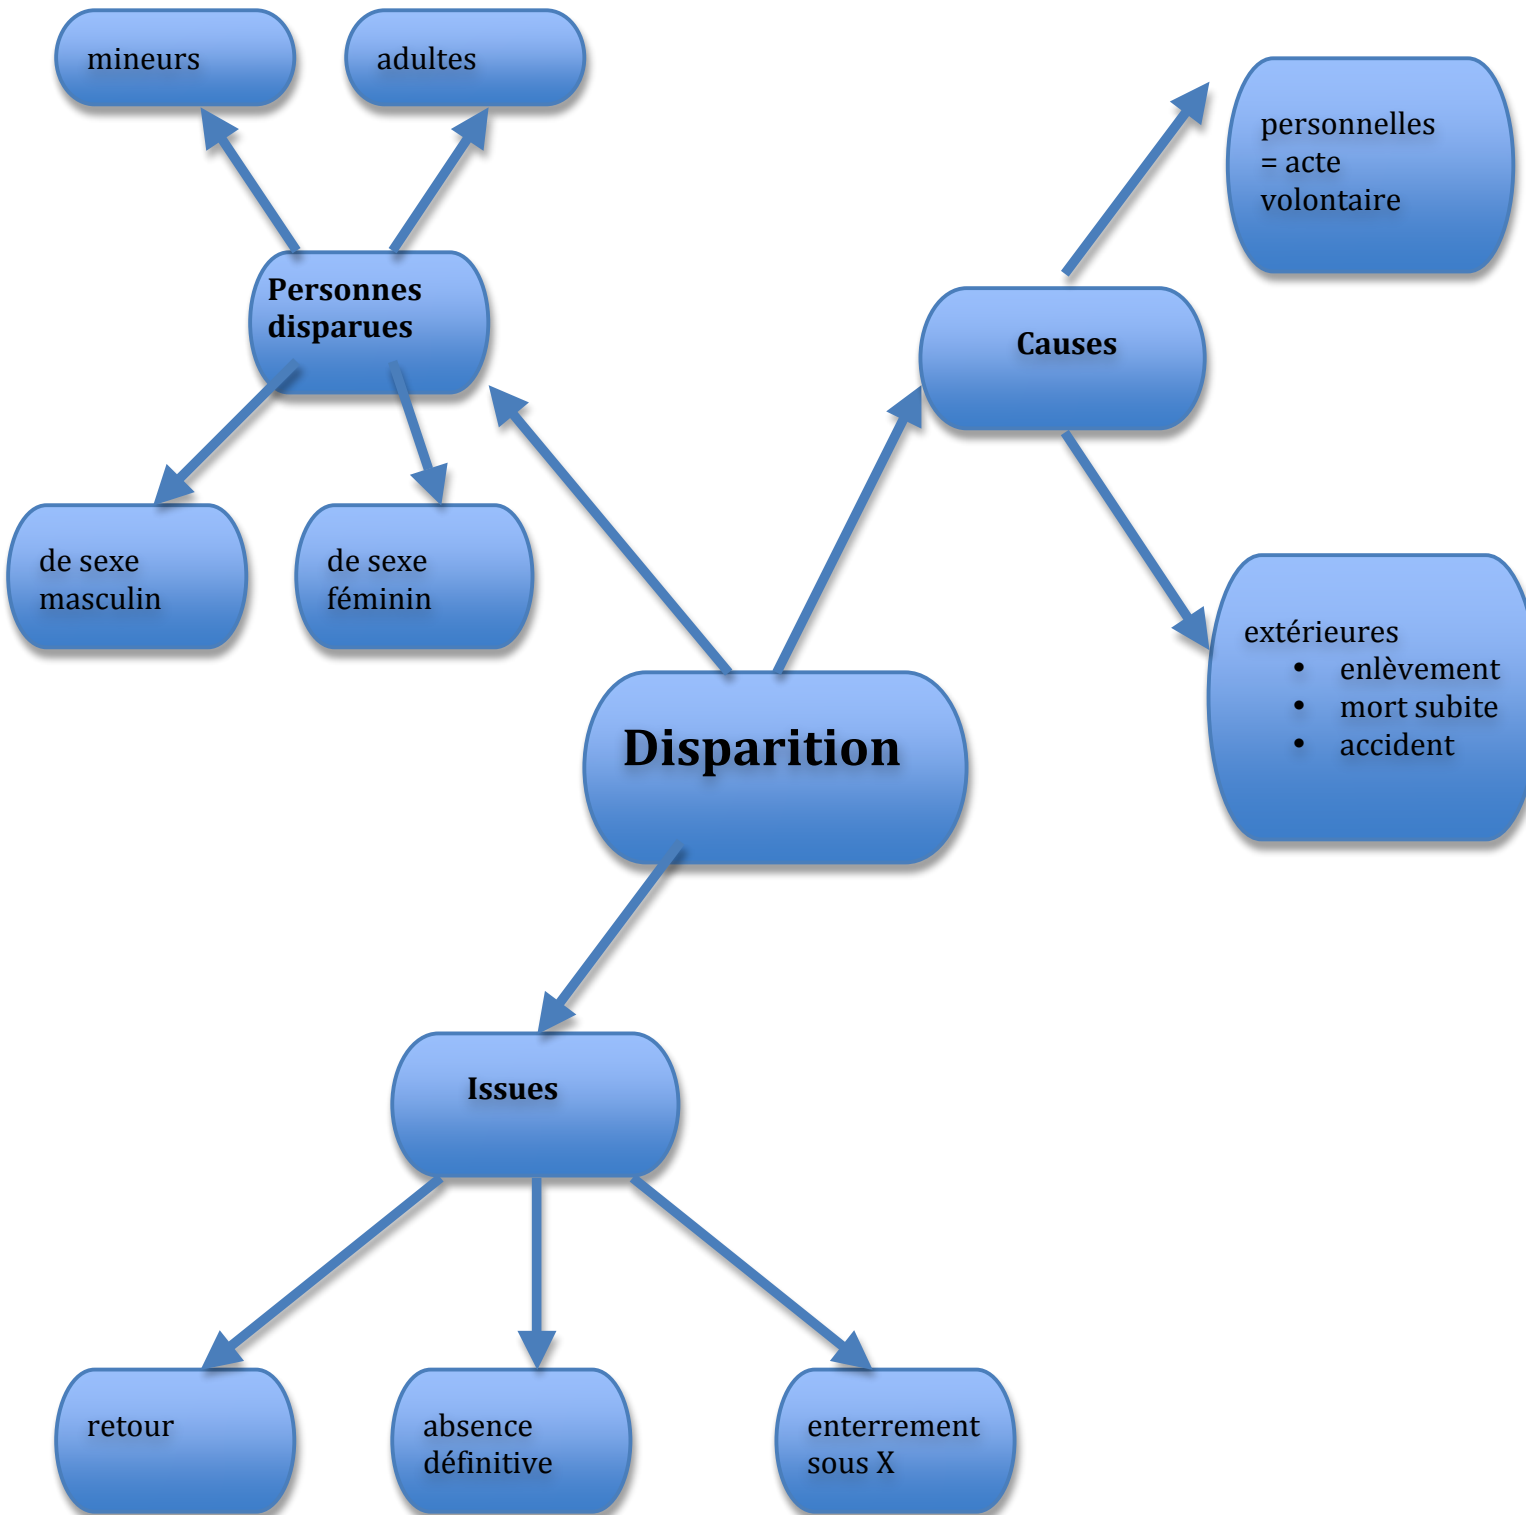 mineurs
adultes
personnelles
= acte
volontaire
Personnes
disparues
Causes
de sexe
masculin
de sexe
féminin
extérieures
• enlèvement
• mort subite
• accident
Disparition
Issues
retour
absence
définitive
enterrement
sous X